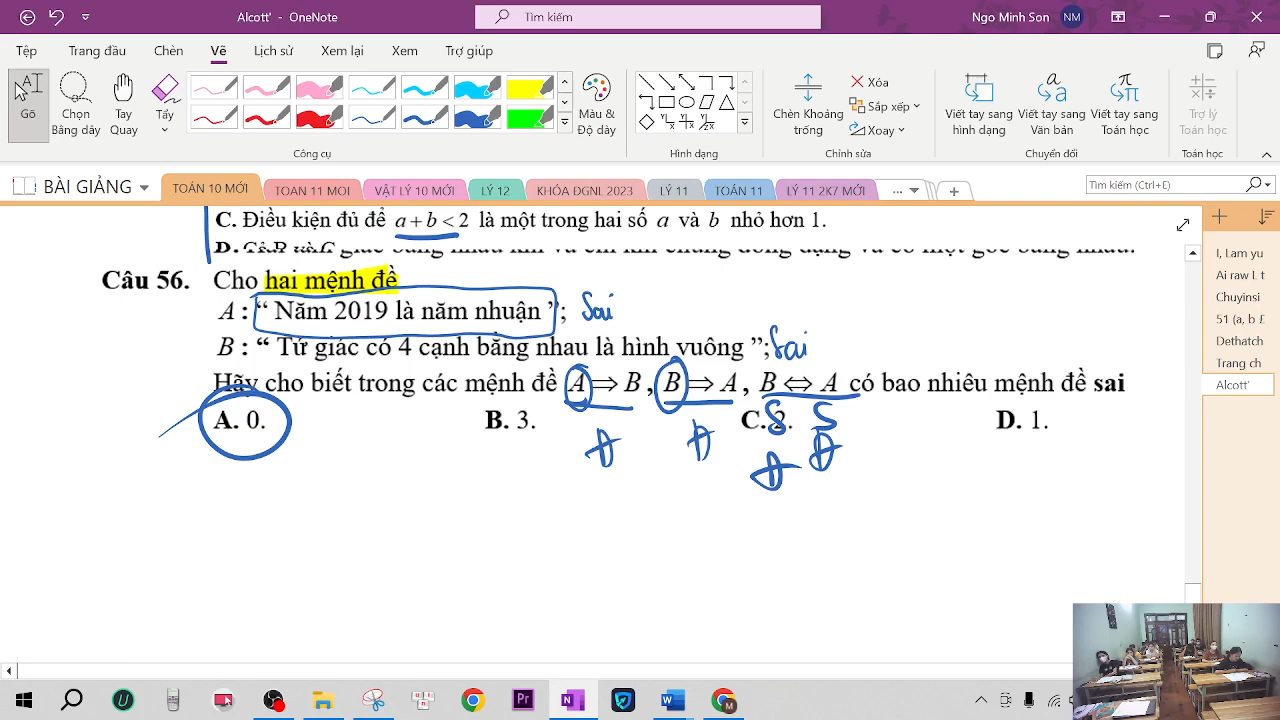 Alcott' - OneNote
Tìm kiếm
Ngo Minh Son
NM
Tệp Trang đầu Chèn Vẽ Lịch sử Xem lại Xem Trợ giúp
Gõ
Chọn Bằng dây
Tay Quay
Tẩy
Màu & Độ dày
Chèn Khoảng trống
Xóa
Sắp xếp
Xoay
Viết tay sang hình dạng
Viết tay sang Văn bản
Viết tay sang Toán học
Trợ lý Toán học
Công cụ
Hình dạng
Chỉnh sửa
Chuyển đổi
Toán học
BÀI GIẢNG
TOÁN 10 MỚI
TOAN 11 MOI
VẬT LÝ 10 MỚI
LÝ 12
KHÓA DGNL 2023
LÝ 11
TOÁN 11
LÝ 11 2K7 MỚI
...
Tìm kiếm (Ctrl+E)
C. Điều kiện đủ để a + b < 2 là một trong hai số a và b nhỏ hơn 1.
Câu 56. Cho hai mệnh đề
A : “ Năm 2019 là năm nhuận ”; Sai
B : “ Tứ giác có 4 cạnh bằng nhau là hình vuông ”; Sai
Hãy cho biết trong các mệnh đề A ⇒ B , B ⇒ A , B ⇔ A có bao nhiêu mệnh đề sai
A. 0. B. 3. C. 2. D. 1.
S S
Đ Đ Đ
Đ
I, Lam yu
Ai raw l. t
Chuyinsi
51 (a, b £
Dethatch
Trang ch
Alcott'